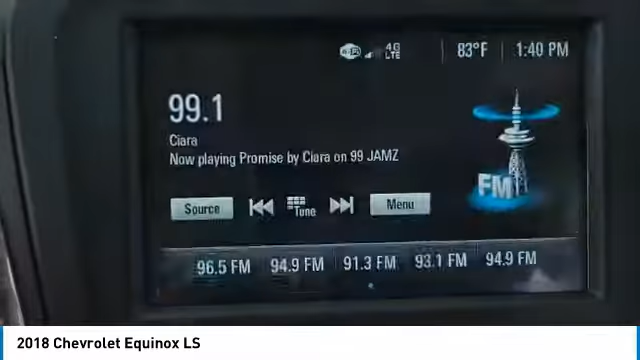 WiFi 4G LTE 83°F 1:40 PM
99.1
Ciara
Now playing Promise by Ciara on 99 JAMZ
FM
Source Tune Menu
96.5 FM 94.9 FM 91.3 FM 93.1 FM 94.9 FM
2018 Chevrolet Equinox LS